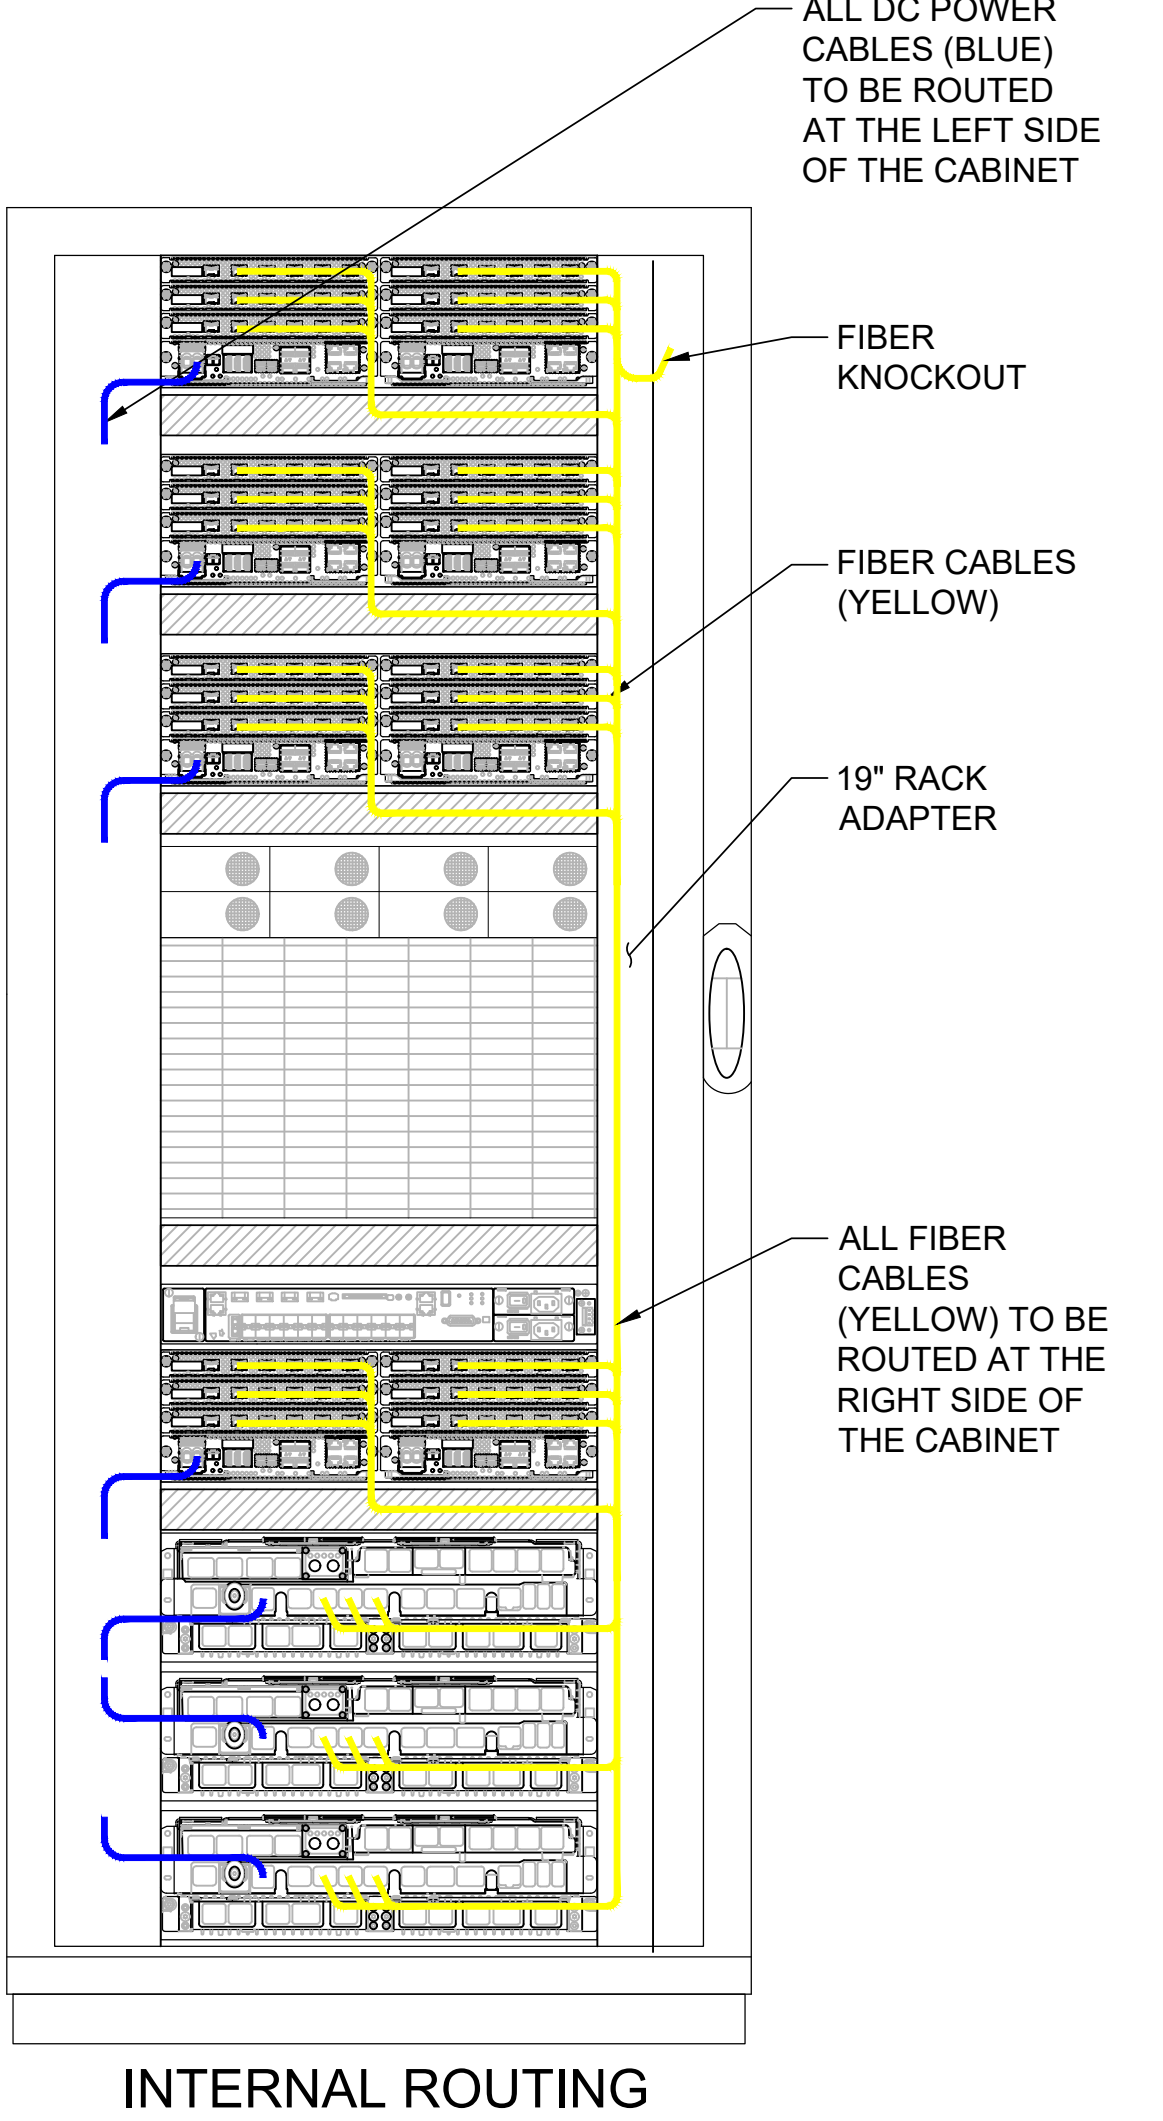 ALL DC POWER
CABLES (BLUE)
TO BE ROUTED
AT THE LEFT SIDE
OF THE CABINET
FIBER
KNOCKOUT
FIBER CABLES
(YELLOW)
19" RACK
ADAPTER
ALL FIBER
CABLES
(YELLOW) TO BE
ROUTED AT THE
RIGHT SIDE OF
THE CABINET
INTERNAL ROUTING